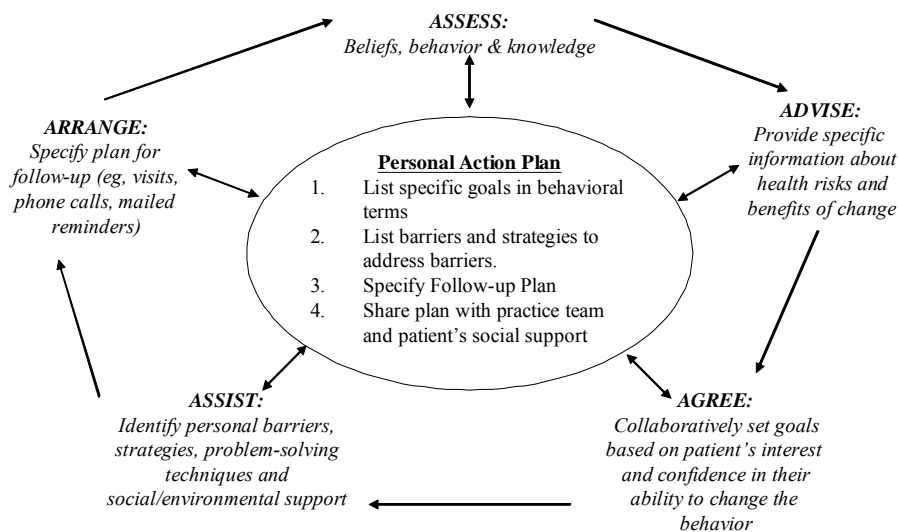 ASSESS:
Beliefs, behavior & knowledge
ADVISE:
Provide specific
information about
health risks and
benefits of change
AGREE:
Collaboratively set goals
based on patient's interest
and confidence in their
ability to change the
behavior
ASSIST:
Identify personal barriers,
strategies, problem-solving
techniques and
social/environmental support
ARRANGE:
Specify plan for
follow-up (eg, visits,
phone calls, mailed
reminders)
Personal Action Plan
1. List specific goals in behavioral
terms
2. List barriers and strategies to
address barriers.
3. Specify Follow-up Plan
4. Share plan with practice team
and patient's social support